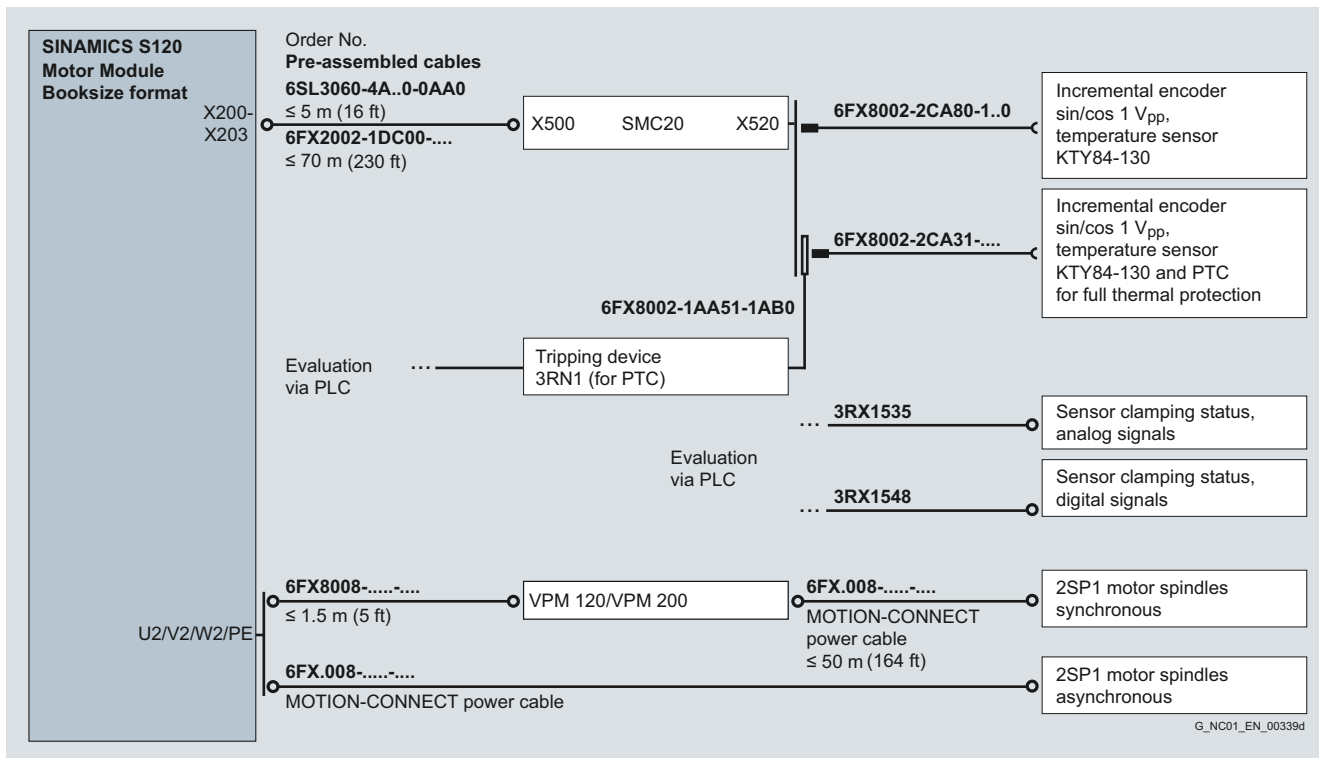 SINAMICS S120
Motor Module
Booksize format
X200-
X203
Order No.
Pre-assembled cables
6SL3060-4A..0-0AA0
≤ 5 m (16 ft)
6FX2002-1DC00-....
≤ 70 m (230 ft)
X500 SMC20 X520
6FX8002-2CA80-1..0
Incremental encoder
sin/cos 1 Vpp,
temperature sensor
KTY84-130
6FX8002-2CA31-....
Incremental encoder
sin/cos 1 Vpp,
temperature sensor
KTY84-130 and PTC
for full thermal protection
6FX8002-1AA51-1AB0
Evaluation
via PLC
...
Tripping device
3RN1 (for PTC)
Evaluation
via PLC
... 3RX1535
Sensor clamping status,
analog signals
... 3RX1548
Sensor clamping status,
digital signals
U2/V2/W2/PE
6FX8008-.....-....
≤ 1.5 m (5 ft)
VPM 120/VPM 200
6FX.008-.....-....
MOTION-CONNECT
power cable
≤ 50 m (164 ft)
2SP1 motor spindles
synchronous
6FX.008-.....-....
MOTION-CONNECT power cable
2SP1 motor spindles
asynchronous
G_NC01_EN_00339d